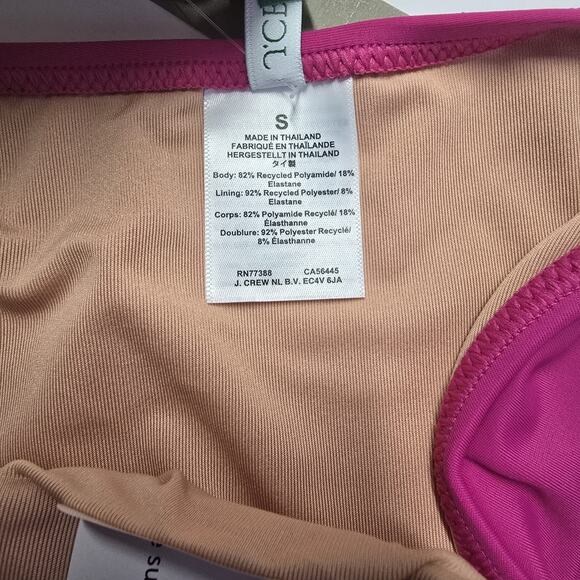 S
MADE IN THAILAND
FABRIQUÉ EN THAÏLANDE
HERGESTELLT IN THAILAND
タイ製
Body: 82% Recycled Polyamide/ 18%
Elastane
Lining: 92% Recycled Polyester/ 8%
Elastane
Corps: 82% Polyamide Recyclé/ 18%
Élasthanne
Doublure: 92% Polyester Recyclé/
8% Élasthanne
RN77388 CA56445
J. CREW NL B.V. EC4V 6JA